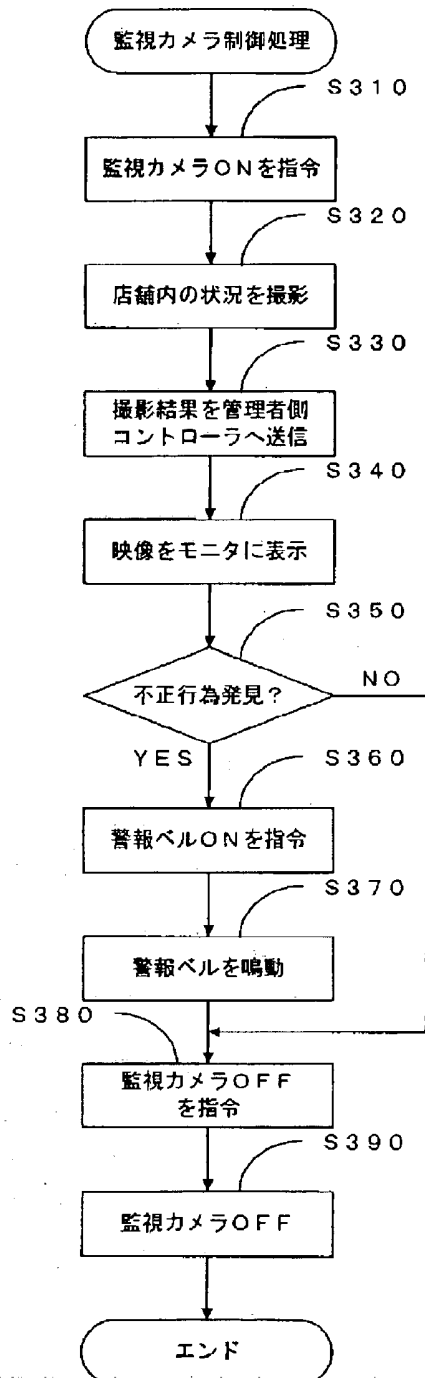 監視カメラ制御処理
S310
監視カメラONを指令
S320
店舗内の状況を撮影
S330
撮影結果を管理者側
コントローラへ送信
S340
映像をモニタに表示
S350
不正行為発見?
NO
YES
S360
警報ベルONを指令
S370
警報ベルを鳴動
S380
監視カメラOFF
を指令
S390
監視カメラOFF
エンド